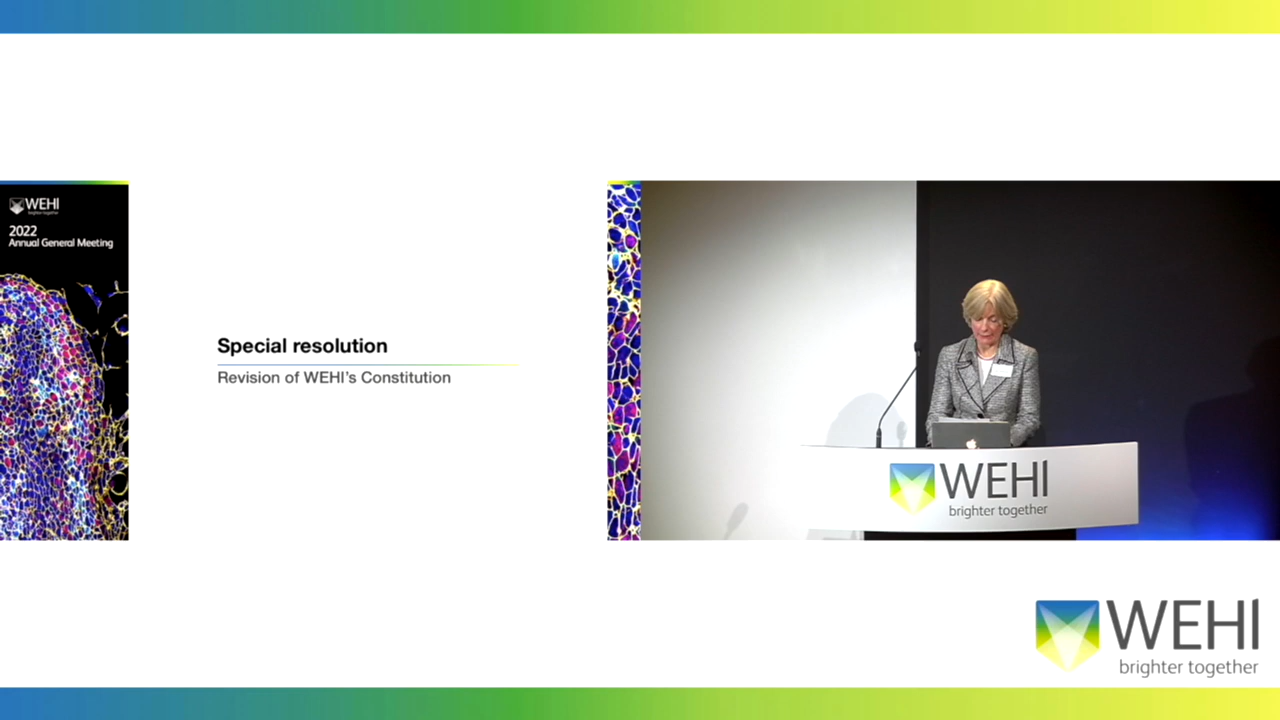 WEHI
brighter together
2022
Annual General Meeting
Special resolution
Revision of WEHI's Constitution
WEHI
brighter together
WEHI
brighter together